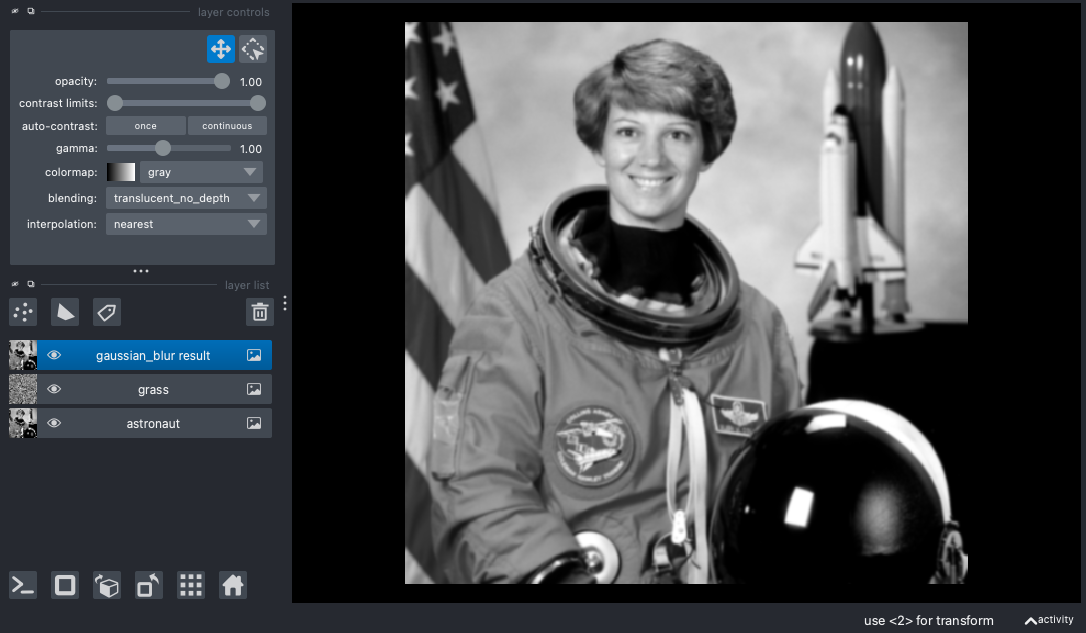 layer controls
opacity: 1.00
contrast limits:
auto-contrast: once continuous
gamma: 1.00
colormap: gray
blending: translucent_no_depth
interpolation: nearest
layer list
gaussian_blur result
grass
astronaut
use <2> for transform
activity